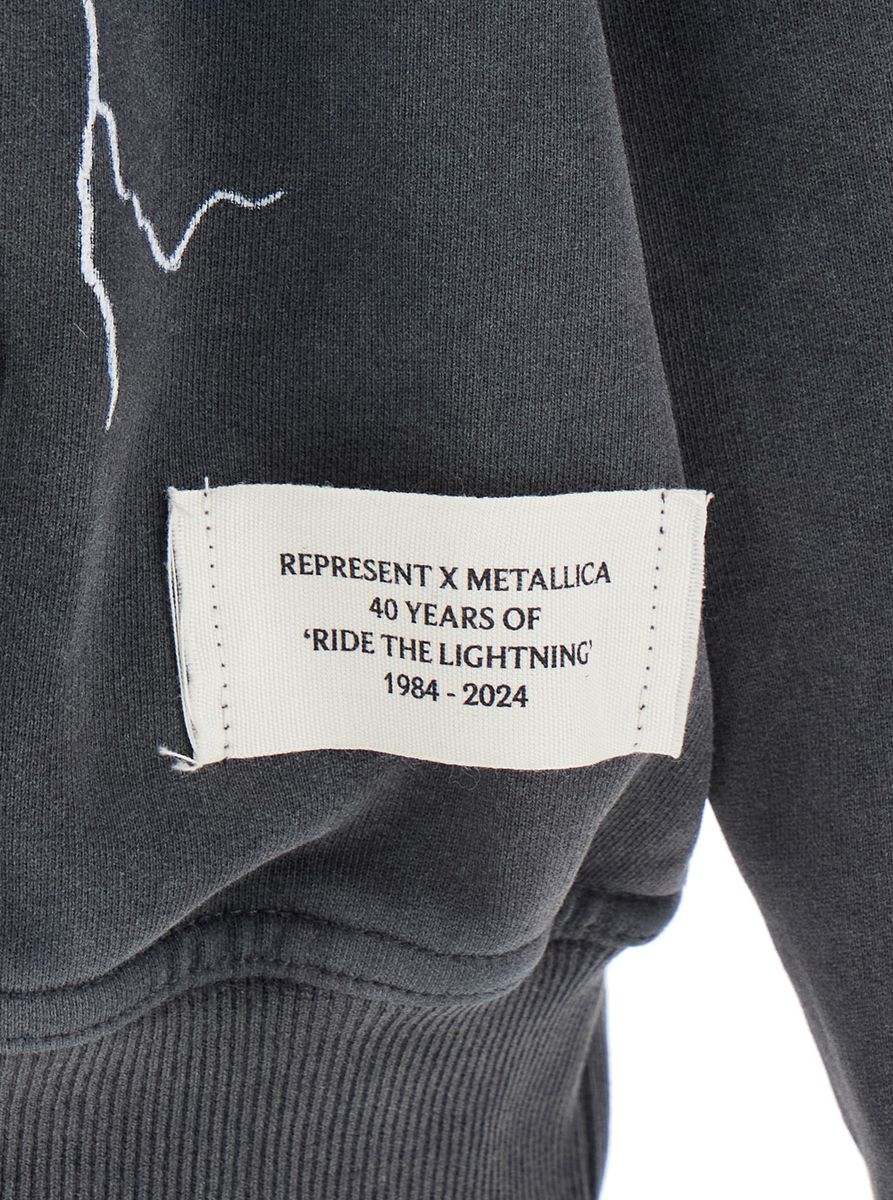 REPRESENT X METALLICA
40 YEARS OF
‘RIDE THE LIGHTNING’
1984 - 2024